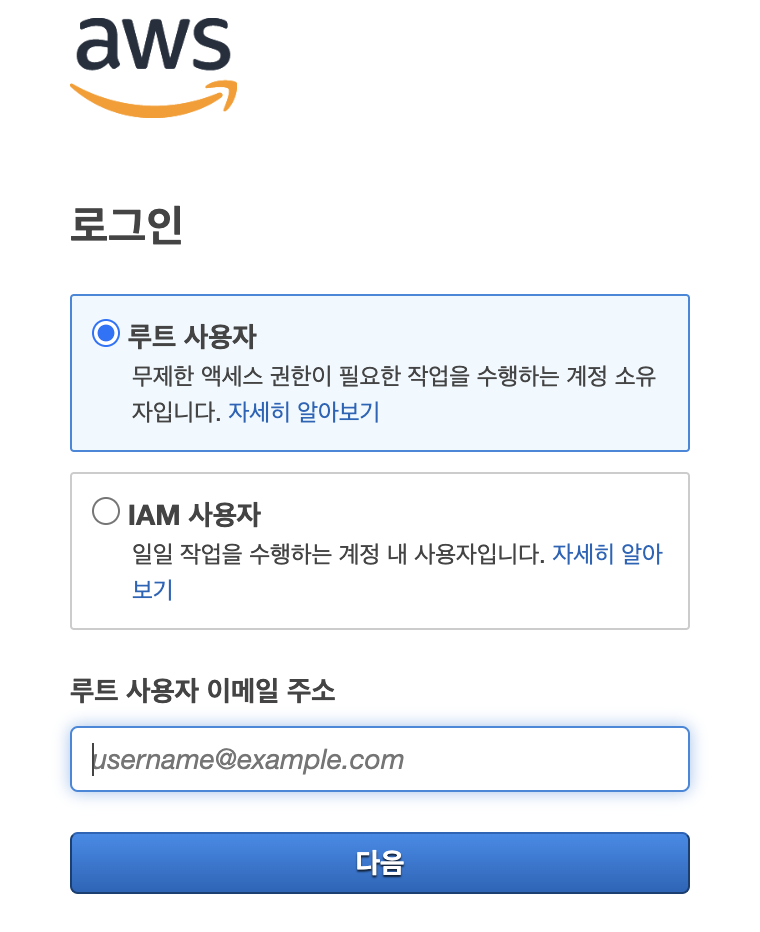 aws
로그인
루트 사용자
무제한 액세스 권한이 필요한 작업을 수행하는 계정 소유
자입니다. 자세히 알아보기
IAM 사용자
일일 작업을 수행하는 계정 내 사용자입니다. 자세히 알아
보기
루트 사용자 이메일 주소
username@example.com
다음